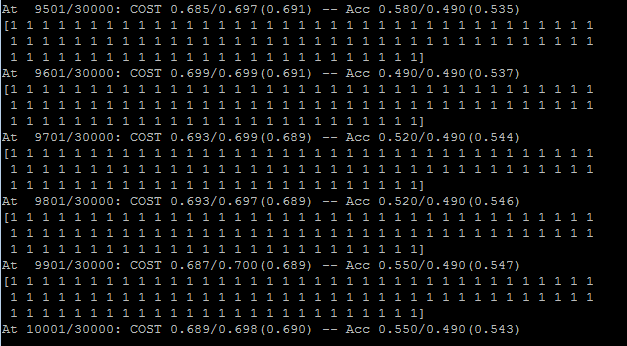 At  9501/30000: COST 0.685/0.697(0.691) -- Acc 0.580/0.490(0.535)
[1 1 1 1 1 1 1 1 1 1 1 1 1 1 1 1 1 1 1 1 1 1 1 1 1 1 1 1 1 1 1 1 1 1 1 1 1
 1 1 1 1 1 1 1 1 1 1 1 1 1 1 1 1 1 1 1 1 1 1 1 1 1 1 1 1 1 1 1 1 1 1 1 1 1
 1 1 1 1 1 1 1 1 1 1 1 1 1 1 1 1 1 1 1 1 1 1 1 1 1 1]
At  9601/30000: COST 0.699/0.699(0.691) -- Acc 0.490/0.490(0.537)
[1 1 1 1 1 1 1 1 1 1 1 1 1 1 1 1 1 1 1 1 1 1 1 1 1 1 1 1 1 1 1 1 1 1 1 1 1
 1 1 1 1 1 1 1 1 1 1 1 1 1 1 1 1 1 1 1 1 1 1 1 1 1 1 1 1 1 1 1 1 1 1 1 1 1
 1 1 1 1 1 1 1 1 1 1 1 1 1 1 1 1 1 1 1 1 1 1 1 1 1 1]
At  9701/30000: COST 0.693/0.699(0.689) -- Acc 0.520/0.490(0.544)
[1 1 1 1 1 1 1 1 1 1 1 1 1 1 1 1 1 1 1 1 1 1 1 1 1 1 1 1 1 1 1 1 1 1 1 1 1
 1 1 1 1 1 1 1 1 1 1 1 1 1 1 1 1 1 1 1 1 1 1 1 1 1 1 1 1 1 1 1 1 1 1 1 1 1
 1 1 1 1 1 1 1 1 1 1 1 1 1 1 1 1 1 1 1 1 1 1 1 1 1 1]
At  9801/30000: COST 0.693/0.697(0.689) -- Acc 0.520/0.490(0.546)
[1 1 1 1 1 1 1 1 1 1 1 1 1 1 1 1 1 1 1 1 1 1 1 1 1 1 1 1 1 1 1 1 1 1 1 1 1
 1 1 1 1 1 1 1 1 1 1 1 1 1 1 1 1 1 1 1 1 1 1 1 1 1 1 1 1 1 1 1 1 1 1 1 1 1
 1 1 1 1 1 1 1 1 1 1 1 1 1 1 1 1 1 1 1 1 1 1 1 1 1 1]
At  9901/30000: COST 0.687/0.700(0.689) -- Acc 0.550/0.490(0.547)
[1 1 1 1 1 1 1 1 1 1 1 1 1 1 1 1 1 1 1 1 1 1 1 1 1 1 1 1 1 1 1 1 1 1 1 1 1
 1 1 1 1 1 1 1 1 1 1 1 1 1 1 1 1 1 1 1 1 1 1 1 1 1 1 1 1 1 1 1 1 1 1 1 1 1
 1 1 1 1 1 1 1 1 1 1 1 1 1 1 1 1 1 1 1 1 1 1 1 1 1 1]
At 10001/30000: COST 0.689/0.698(0.690) -- Acc 0.550/0.490(0.543)